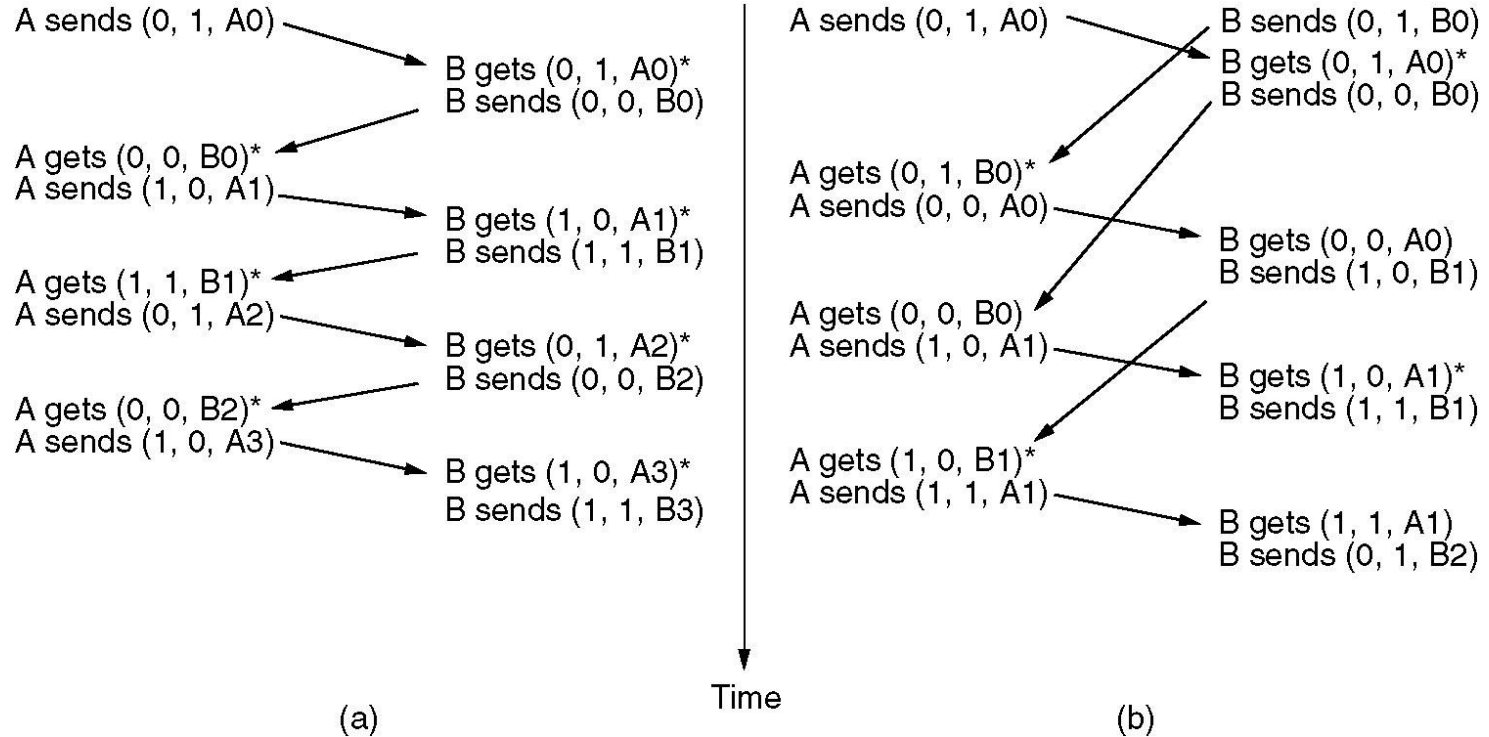 A sends (0, 1, A0)
B gets (0, 1, A0)*
B sends (0, 0, B0)
A gets (0, 0, B0)*
A sends (1, 0, A1)
B gets (1, 0, A1)*
B sends (1, 1, B1)
A gets (1, 1, B1)*
A sends (0, 1, A2)
B gets (0, 1, A2)*
B sends (0, 0, B2)
A gets (0, 0, B2)*
A sends (1, 0, A3)
B gets (1, 0, A3)*
B sends (1, 1, B3)
(a)
Time
A sends (0, 1, A0)
B sends (0, 1, B0)
B gets (0, 1, A0)*
B sends (0, 0, B0)
A gets (0, 1, B0)*
A sends (0, 0, A0)
B gets (0, 0, A0)
B sends (1, 0, B1)
A gets (0, 0, B0)
A sends (1, 0, A1)
B gets (1, 0, A1)*
B sends (1, 1, B1)
A gets (1, 0, B1)*
A sends (1, 1, A1)
B gets (1, 1, A1)
B sends (0, 1, B2)
(b)